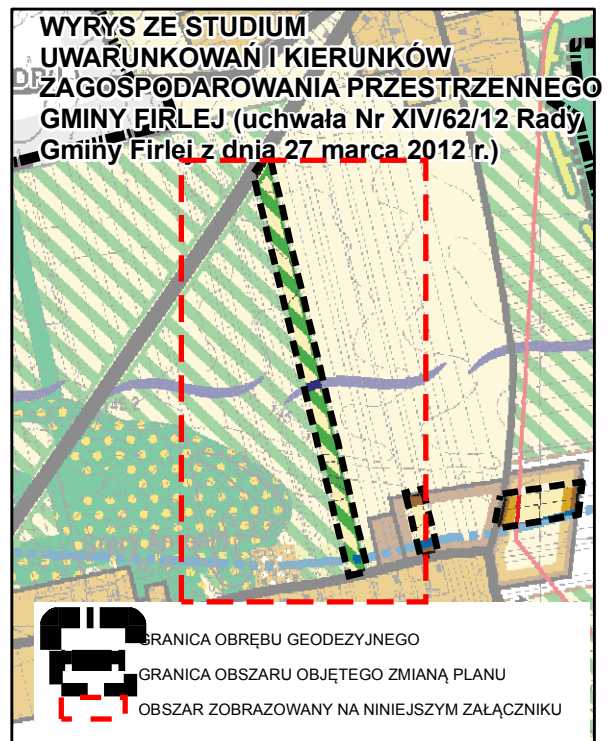 WYRYS ZE STUDIUM
UWARUNKOWAŃ I KIERUNKÓW
ZAGOSPODAROWANIA PRZESTRZENNEGO
GMINY FIRLEJ (uchwała Nr XIV/62/12 Rady
Gminy Firlej z dnia 27 marca 2012 r.)
GRANICA OBRĘBU GEODEZYJNEGO
GRANICA OBSZARU OBJĘTEGO ZMIANĄ PLANU
OBSZAR ZOBRAZOWANY NA NINIEJSZYM ZAŁĄCZNIKU